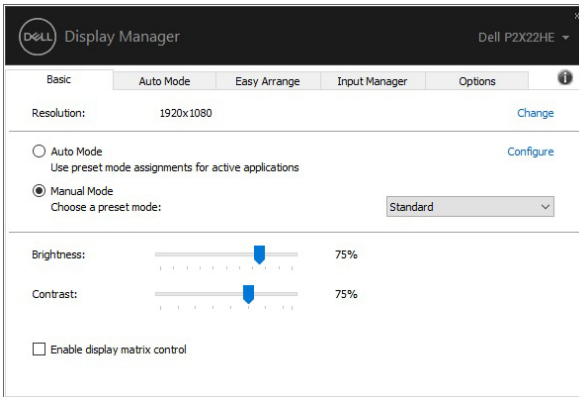 DELL Display Manager
Dell P2X22HE
Basic Auto Mode Easy Arrange Input Manager Options
Resolution: 1920x1080 Change
Auto Mode Configure
Use preset mode assignments for active applications
Manual Mode
Choose a preset mode: Standard
Brightness: 75%
Contrast: 75%
Enable display matrix control